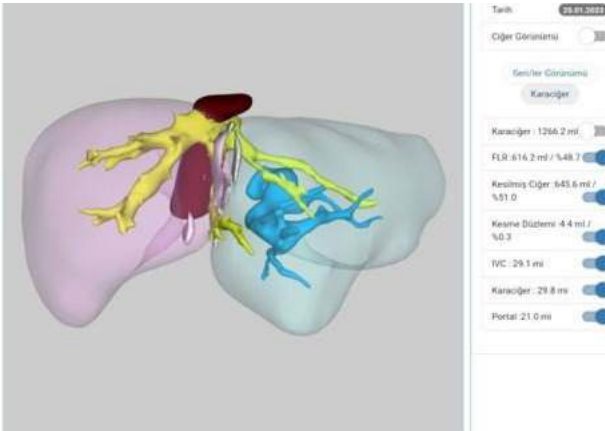 Tarih 25.01.2023
Ciğer Görünümü
Seri/ler Görünümü
Karaciğer
Karaciğer : 1266.2 ml
FLR :616.2 ml / %48.7
Kesilmiş Ciğer :645.6 ml /
%51.0
Kesme Düzlemi :4.4 ml /
%0.3
IVC : 29.1 ml
Karaciğer : 29.8 ml
Portal :21.0 ml